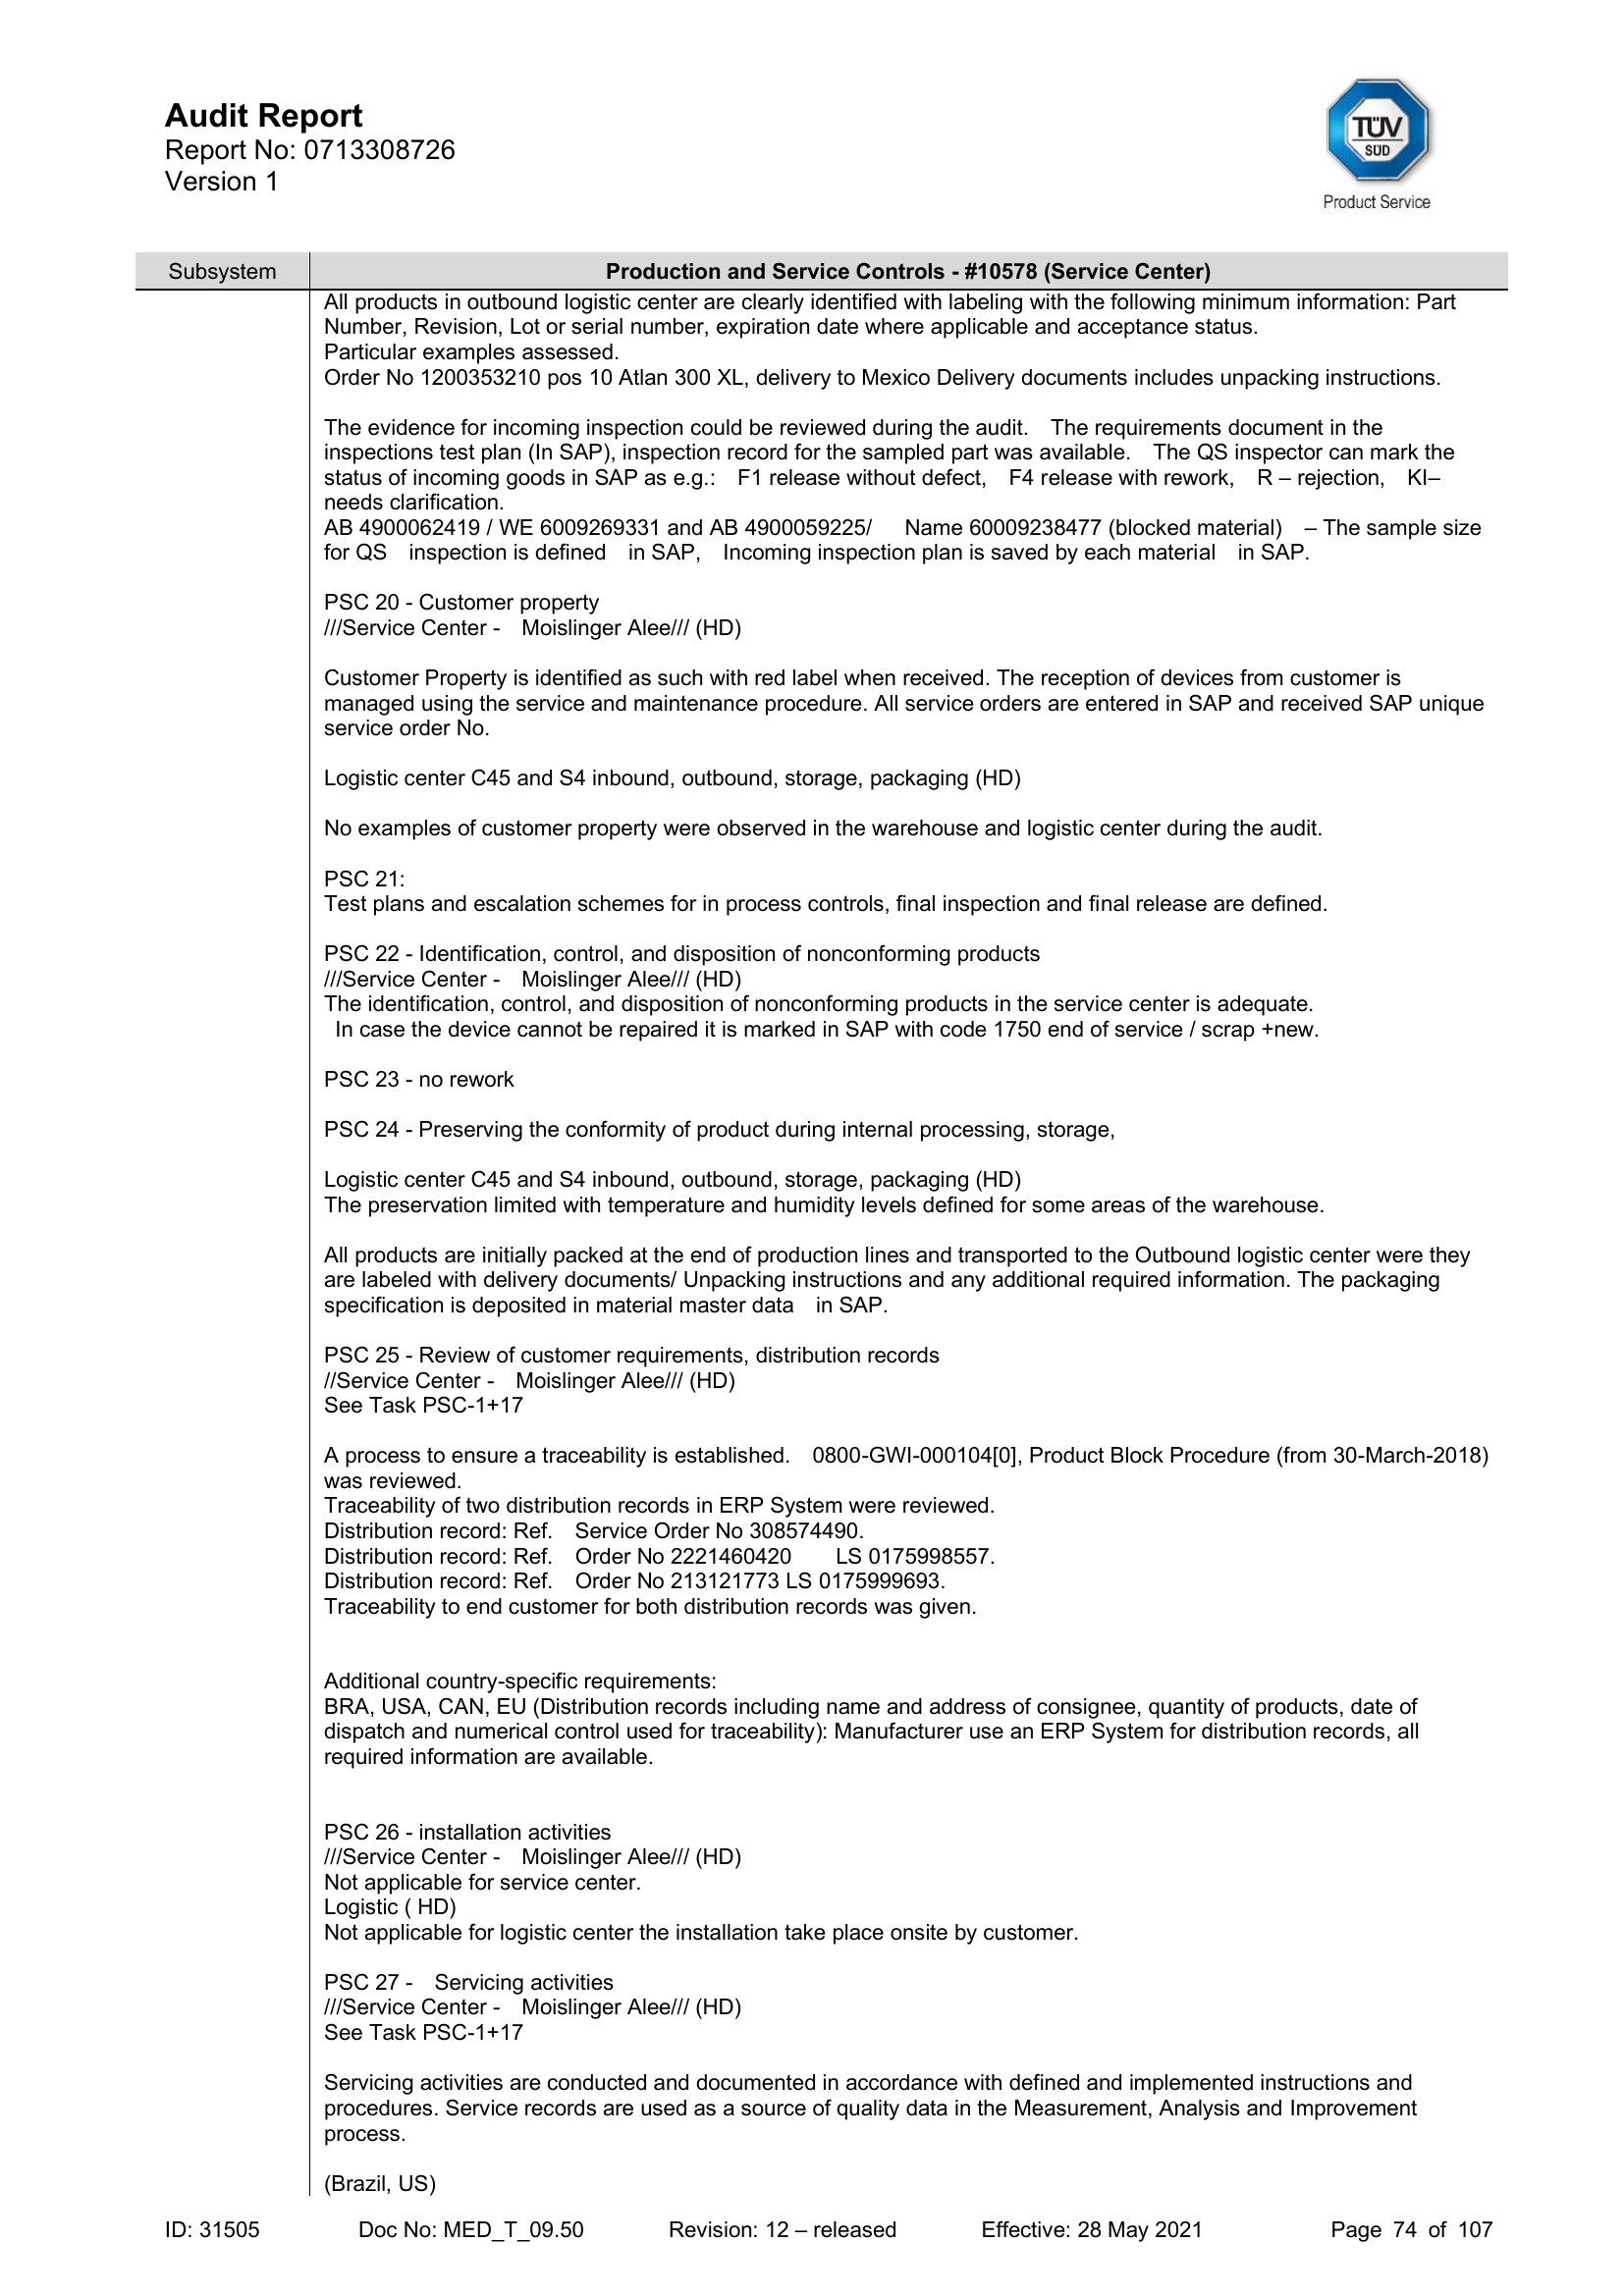 Audit Report
Report No: 0713308726
Version 1
TÜV
SÜD
Product Service
Subsystem
Production and Service Controls - #10578 (Service Center)
All products in outbound logistic center are clearly identified with labeling with the following minimum information: Part
Number, Revision, Lot or serial number, expiration date where applicable and acceptance status.
Particular examples assessed.
Order No 1200353210 pos 10 Atlan 300 XL, delivery to Mexico Delivery documents includes unpacking instructions.
The evidence for incoming inspection could be reviewed during the audit. The requirements document in the
inspections test plan (In SAP), inspection record for the sampled part was available. The QS inspector can mark the
status of incoming goods in SAP as e.g.: F1 release without defect, F4 release with rework, R – rejection, KI–
needs clarification.
AB 4900062419 / WE 6009269331 and AB 4900059225/ Name 60009238477 (blocked material) – The sample size
for QS inspection is defined in SAP, Incoming inspection plan is saved by each material in SAP.
PSC 20 - Customer property
///Service Center - Moislinger Alee/// (HD)
Customer Property is identified as such with red label when received. The reception of devices from customer is
managed using the service and maintenance procedure. All service orders are entered in SAP and received SAP unique
service order No.
Logistic center C45 and S4 inbound, outbound, storage, packaging (HD)
No examples of customer property were observed in the warehouse and logistic center during the audit.
PSC 21:
Test plans and escalation schemes for in process controls, final inspection and final release are defined.
PSC 22 - Identification, control, and disposition of nonconforming products
///Service Center - Moislinger Alee/// (HD)
The identification, control, and disposition of nonconforming products in the service center is adequate.
In case the device cannot be repaired it is marked in SAP with code 1750 end of service / scrap +new.
PSC 23 - no rework
PSC 24 - Preserving the conformity of product during internal processing, storage,
Logistic center C45 and S4 inbound, outbound, storage, packaging (HD)
The preservation limited with temperature and humidity levels defined for some areas of the warehouse.
All products are initially packed at the end of production lines and transported to the Outbound logistic center were they
are labeled with delivery documents/ Unpacking instructions and any additional required information. The packaging
specification is deposited in material master data in SAP.
PSC 25 - Review of customer requirements, distribution records
//Service Center - Moislinger Alee/// (HD)
See Task PSC-1+17
A process to ensure a traceability is established. 0800-GWI-000104[0], Product Block Procedure (from 30-March-2018)
was reviewed.
Traceability of two distribution records in ERP System were reviewed.
Distribution record: Ref. Service Order No 308574490.
Distribution record: Ref. Order No 2221460420 LS 0175998557.
Distribution record: Ref. Order No 213121773 LS 0175999693.
Traceability to end customer for both distribution records was given.
Additional country-specific requirements:
BRA, USA, CAN, EU (Distribution records including name and address of consignee, quantity of products, date of
dispatch and numerical control used for traceability): Manufacturer use an ERP System for distribution records, all
required information are available.
PSC 26 - installation activities
///Service Center - Moislinger Alee/// (HD)
Not applicable for service center.
Logistic ( HD)
Not applicable for logistic center the installation take place onsite by customer.
PSC 27 - Servicing activities
///Service Center - Moislinger Alee/// (HD)
See Task PSC-1+17
Servicing activities are conducted and documented in accordance with defined and implemented instructions and
procedures. Service records are used as a source of quality data in the Measurement, Analysis and Improvement
process.
(Brazil, US)
ID: 31505 Doc No: MED_T_09.50 Revision: 12 – released Effective: 28 May 2021 Page 74 of 107